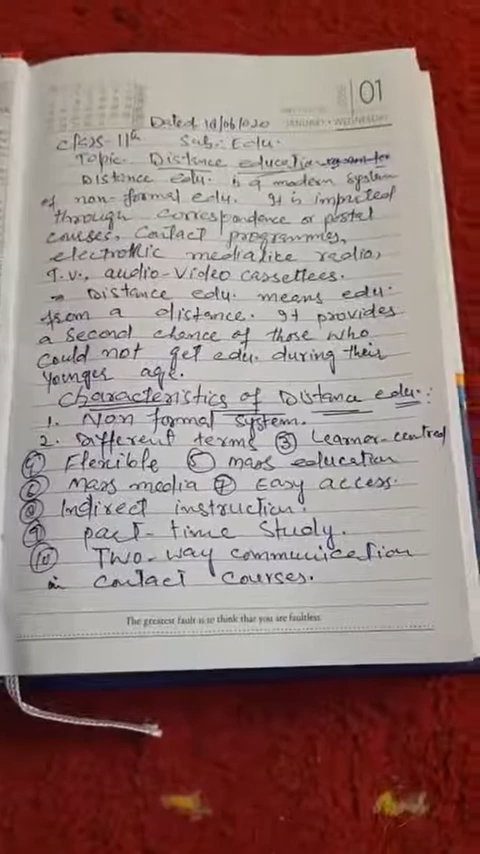 01
JANUARY • WEDNESDAY
Dated 18/06/020
Class-11th Sub: Edu.
Topic- Distance education
Distance edu. is a modern system
of non-formal edu. It is imparted
through correspondence or postal
courses, contact programmes,
electronic media like radio,
T.V., audio-video cassettees.
→ Distance edu. means edu.
from a distance. It provides
a second chance of those who
could not get edu. during their
younger age.
Characteristics of Distance edu.:
1. Non formal system.
2. Different terms ③ Learner-centred
④ Flexible ⑤ mass education
⑥ Mass media ⑦ Easy access.
⑧ Indirect instruction.
⑨ part-time study.
⑩ Two-way communication
in contact courses.
The greatest fault is to think that you are faultless.